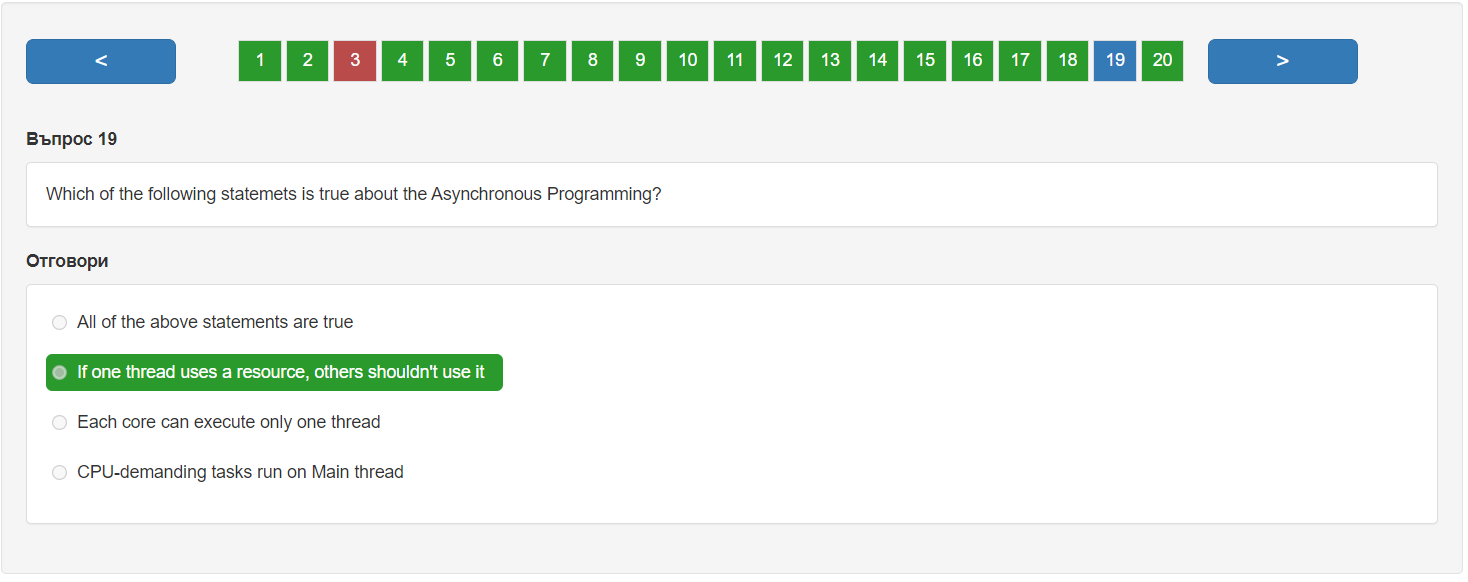 < 1 2 3 4 5 6 7 8 9 10 11 12 13 14 15 16 17 18 19 20 >
Въпрос 19
Which of the following statemets is true about the Asynchronous Programming?
Отговори
All of the above statements are true
If one thread uses a resource, others shouldn't use it
Each core can execute only one thread
CPU-demanding tasks run on Main thread